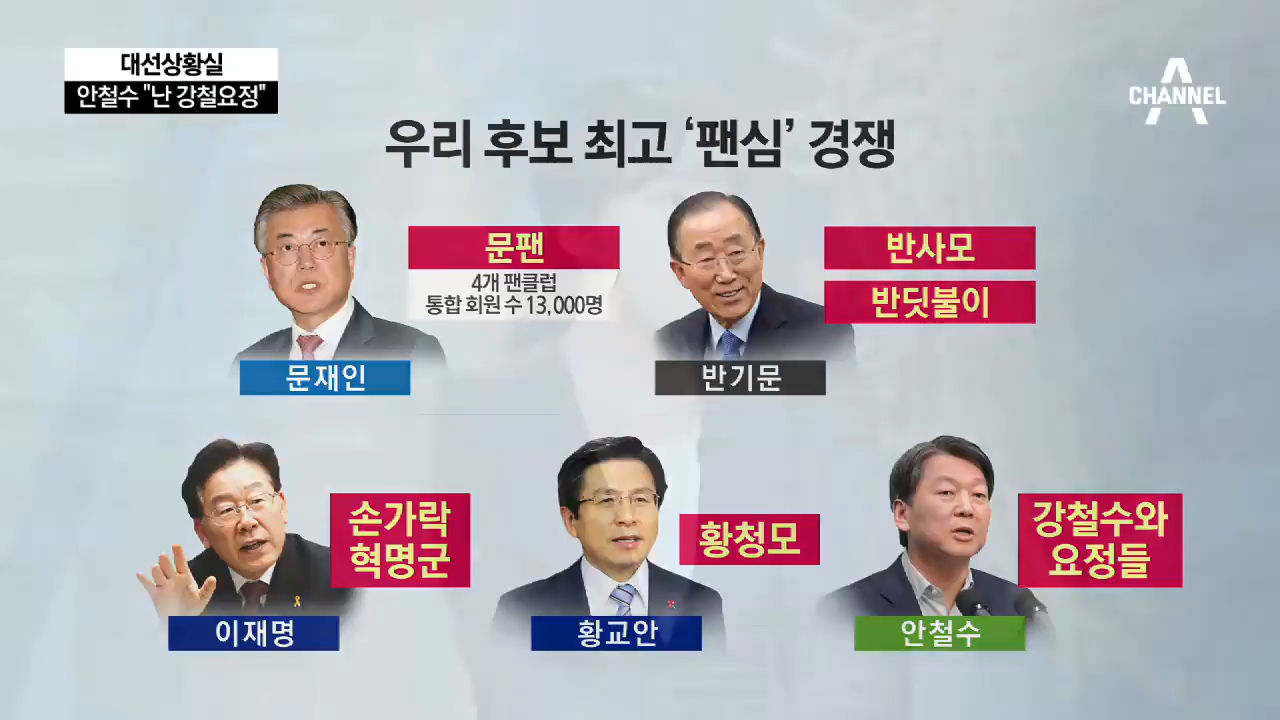 대선상황실
안철수 "난 강철요정"
CHANNEL A
우리 후보 최고 ‘팬심’ 경쟁
문팬
4개 팬클럽
통합 회원 수 13,000명
문재인
반사모
반딧불이
반기문
손가락
혁명군
이재명
황청모
황교안
강철수와
요정들
안철수